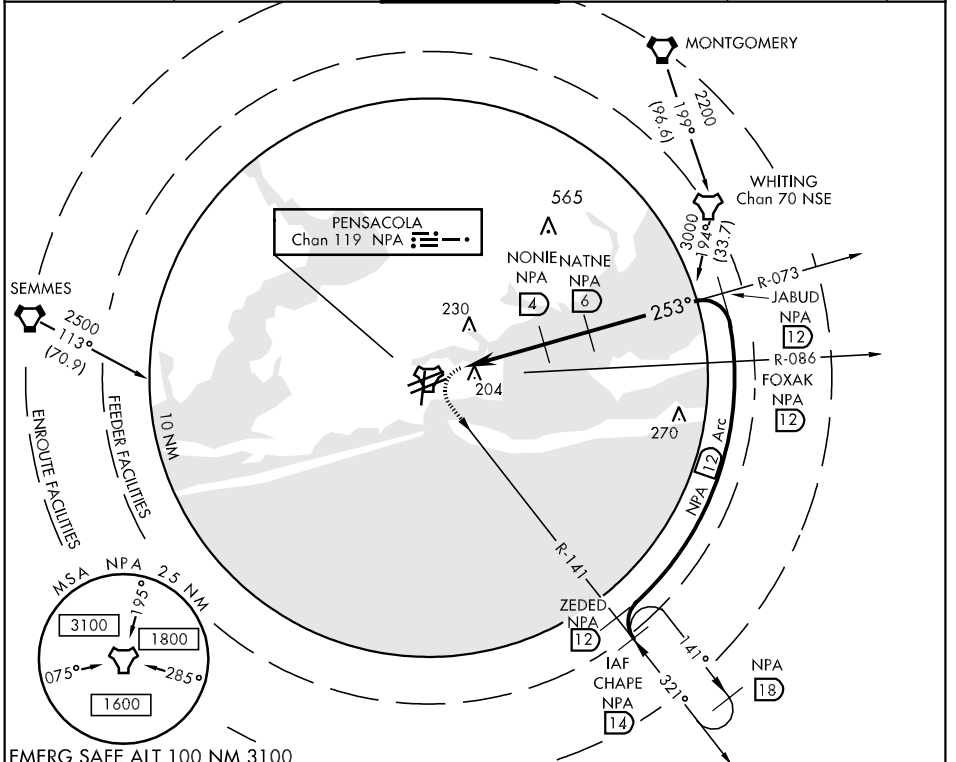 MONTGOMERY
2200
199°
(96.6)
WHITING
Chan 70 NSE
3000
194°
(33.7)
565
PENSACOLA
Chan 119 NPA
NONIE
NPA
4
NATNE
NPA
6
253°
R-073
JABUD
NPA
12
R-086
FOXAK
NPA
12
SEMMES
2500
113°
(70.9)
230
204
270
10 NM
ENROUTE FACILITIES
FEEDER FACILITIES
NPA 12 Arc
R-141
ZEDED
NPA
12
IAF
CHAPE
NPA
14
141°
321°
NPA
18
MSA NPA 25 NM
195°
3100
1800
075°
285°
1600
EMERG SAFE ALT 100 NM 3100